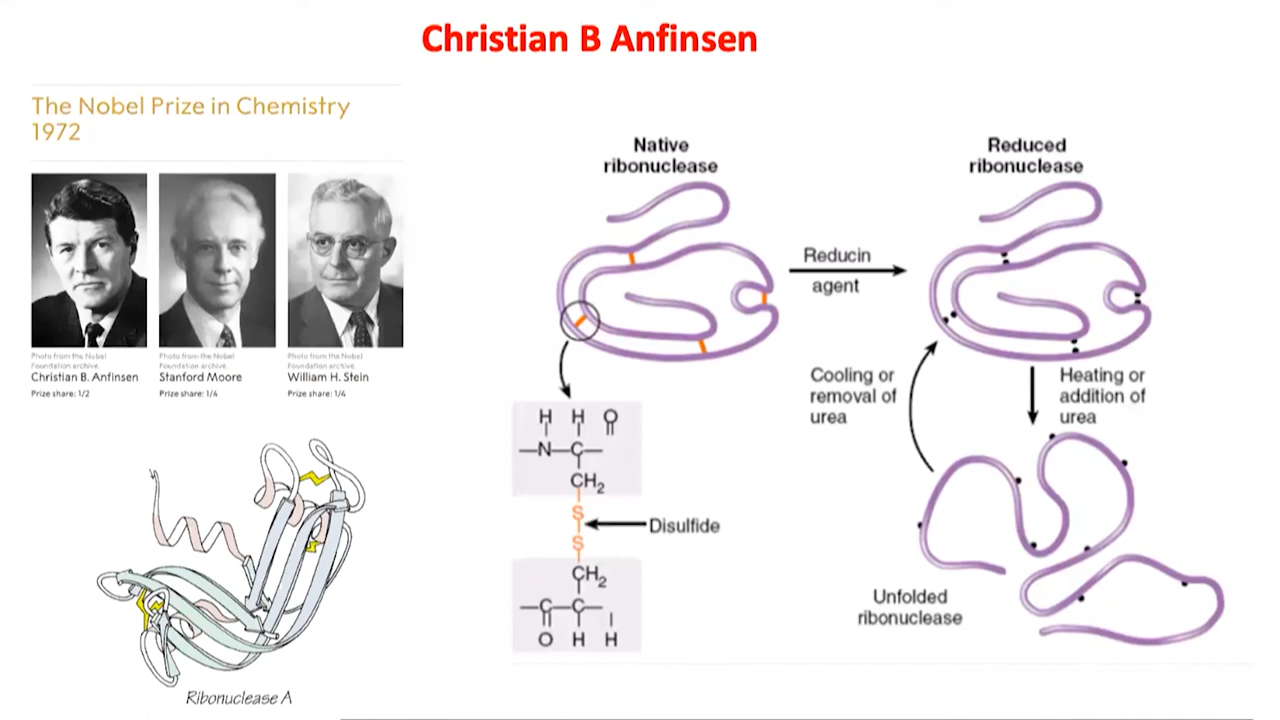 Christian B Anfinsen
The Nobel Prize in Chemistry
1972
Photo from the Nobel
Foundation archive.
Christian B. Anfinsen
Prize share: 1/2
Photo from the Nobel
Foundation archive.
Stanford Moore
Prize share: 1/4
Photo from the Nobel
Foundation archive.
William H. Stein
Prize share: 1/4
Ribonuclease A
Native
ribonuclease
Reducin
agent
Reduced
ribonuclease
Cooling or
removal of
urea
Heating or
addition of
urea
Unfolded
ribonuclease
H H O
N C
CH2
S
Disulfide
S
CH2
C C
O H H